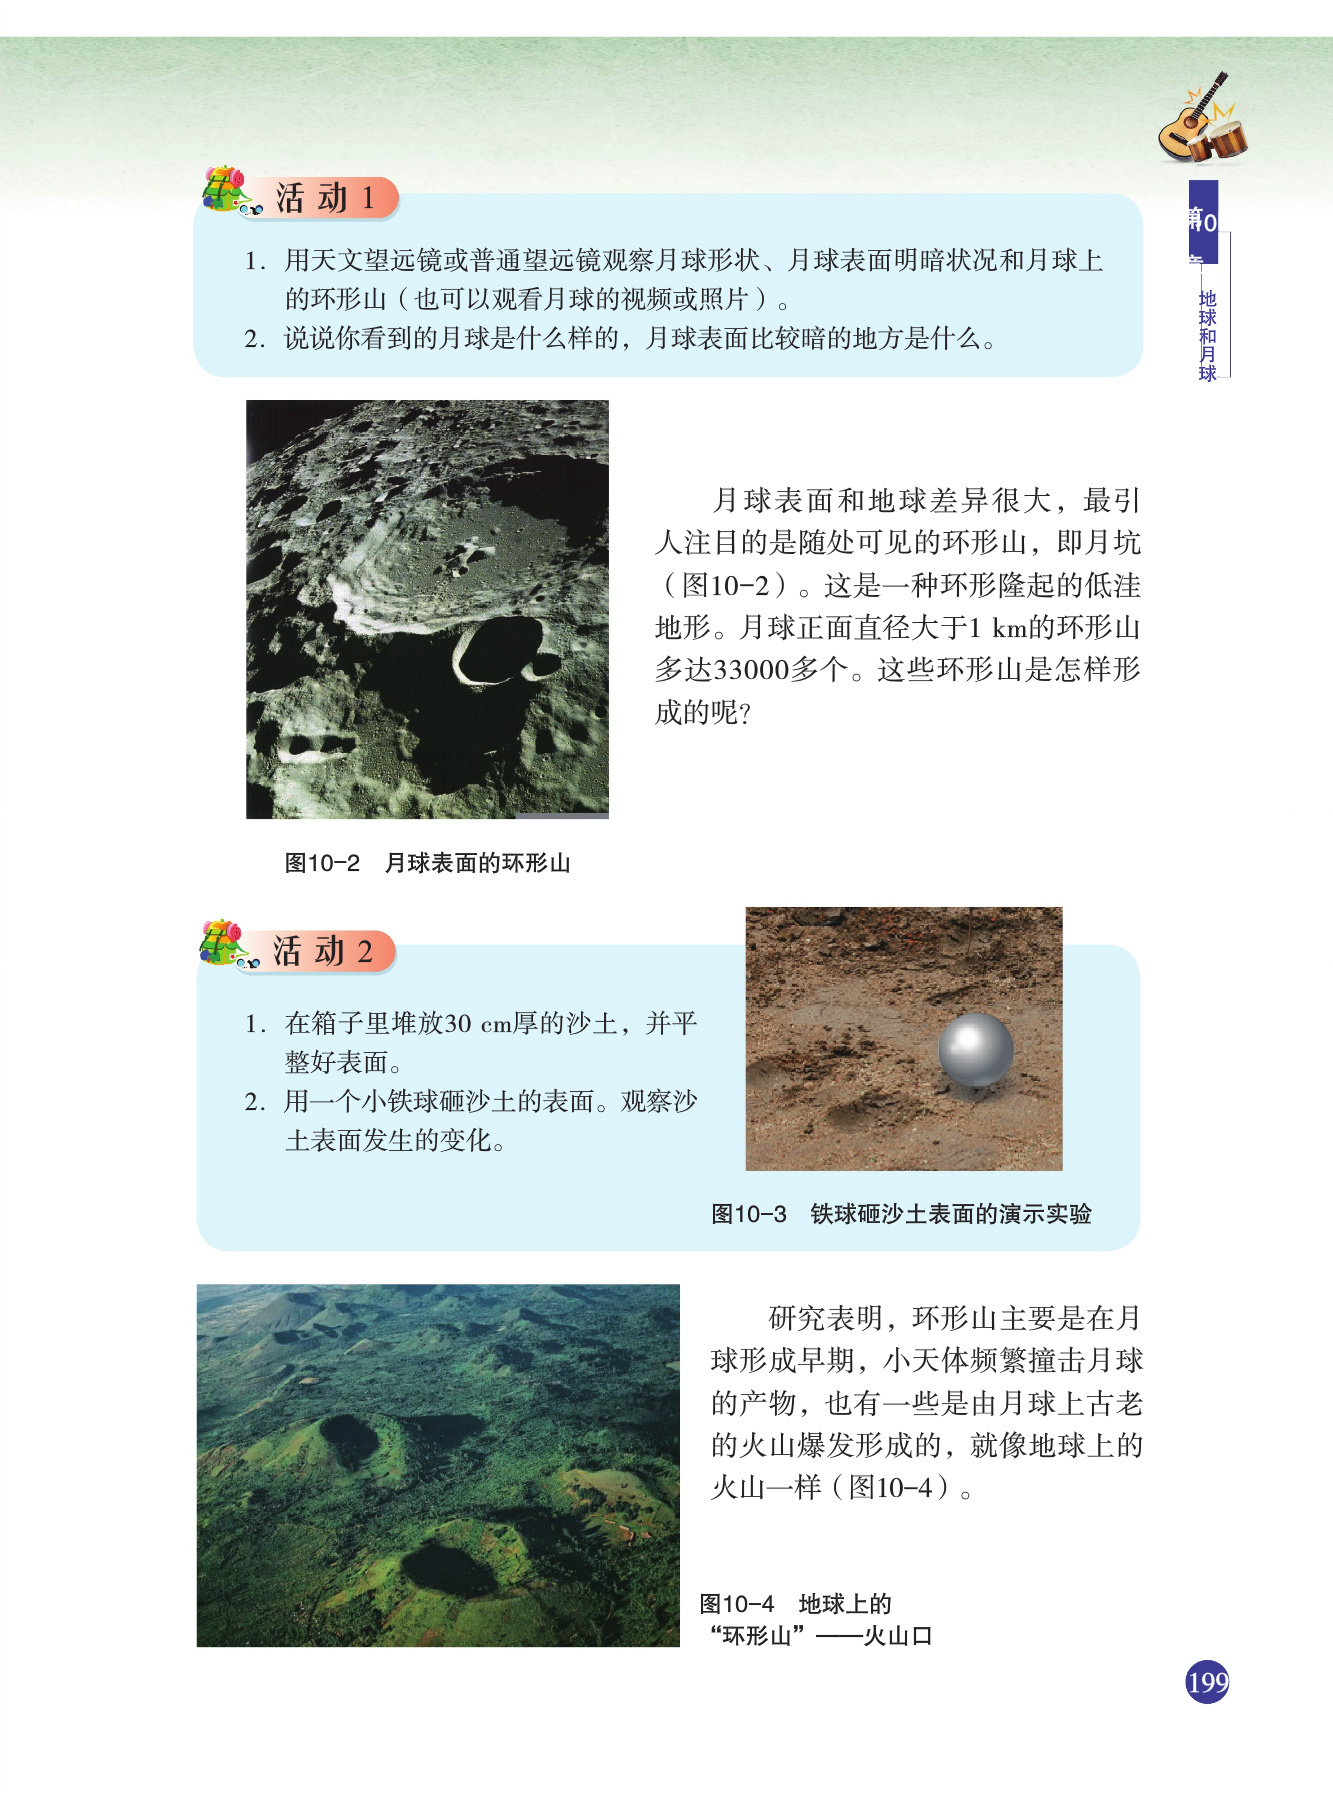 活动1
1. 用天文望远镜或普通望远镜观察月球形状、月球表面明暗状况和月球上
的环形山（也可以观看月球的视频或照片）。
2. 说说你看到的月球是什么样的，月球表面比较暗的地方是什么。
第10章
地球和月球
月球表面和地球差异很大，最引
人注目的是随处可见的环形山，即月坑
（图10-2）。这是一种环形隆起的低洼
地形。月球正面直径大于1 km的环形山
多达33000多个。这些环形山是怎样形
成的呢？
图10-2 月球表面的环形山
活动2
1. 在箱子里堆放30 cm厚的沙土，并平
整好表面。
2. 用一个小铁球砸沙土的表面。观察沙
土表面发生的变化。
图10-3 铁球砸沙土表面的演示实验
研究表明，环形山主要是在月
球形成早期，小天体频繁撞击月球
的产物，也有一些是由月球上古老
的火山爆发形成的，就像地球上的
火山一样（图10-4）。
图10-4 地球上的
“环形山”——火山口
199